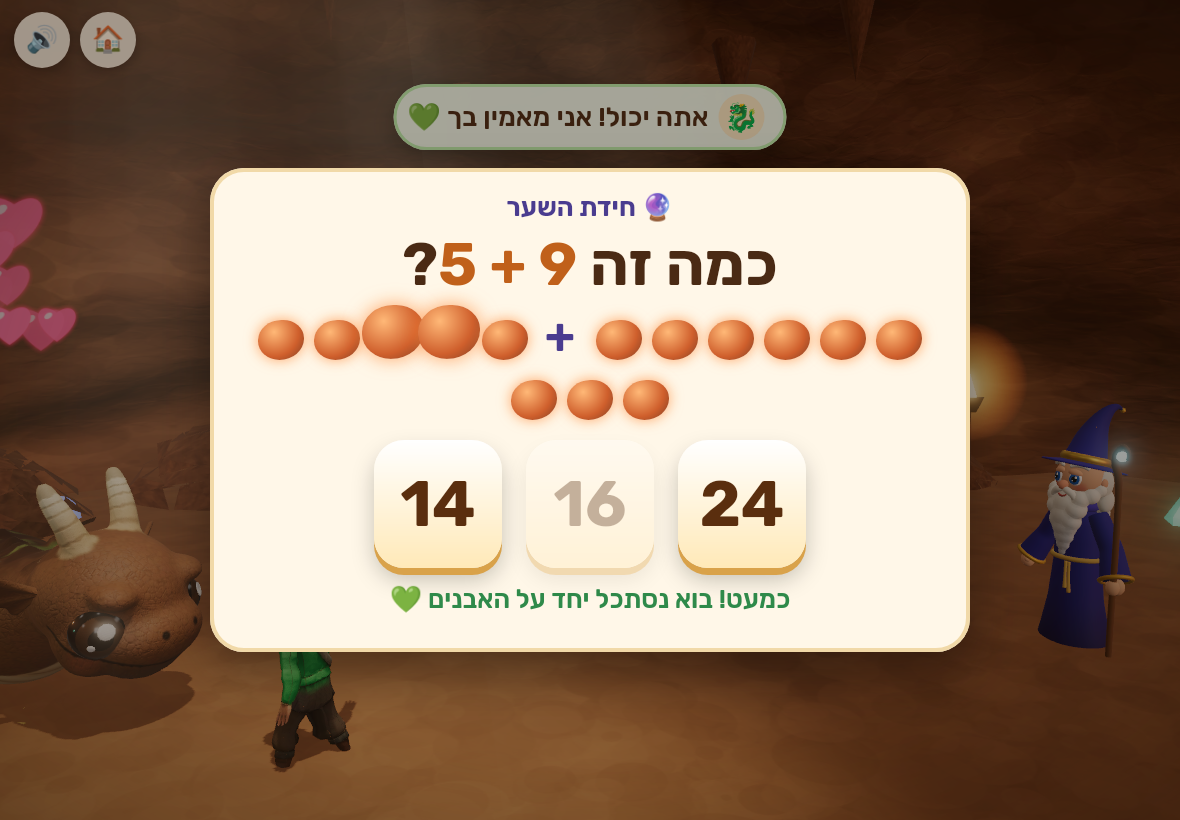 אתה יכול! אני מאמין בך 💚
🔮 חידת השער
כמה זה 9 + 5?
+
14 16 24
כמעט! בוא נסתכל יחד על האבנים 💚